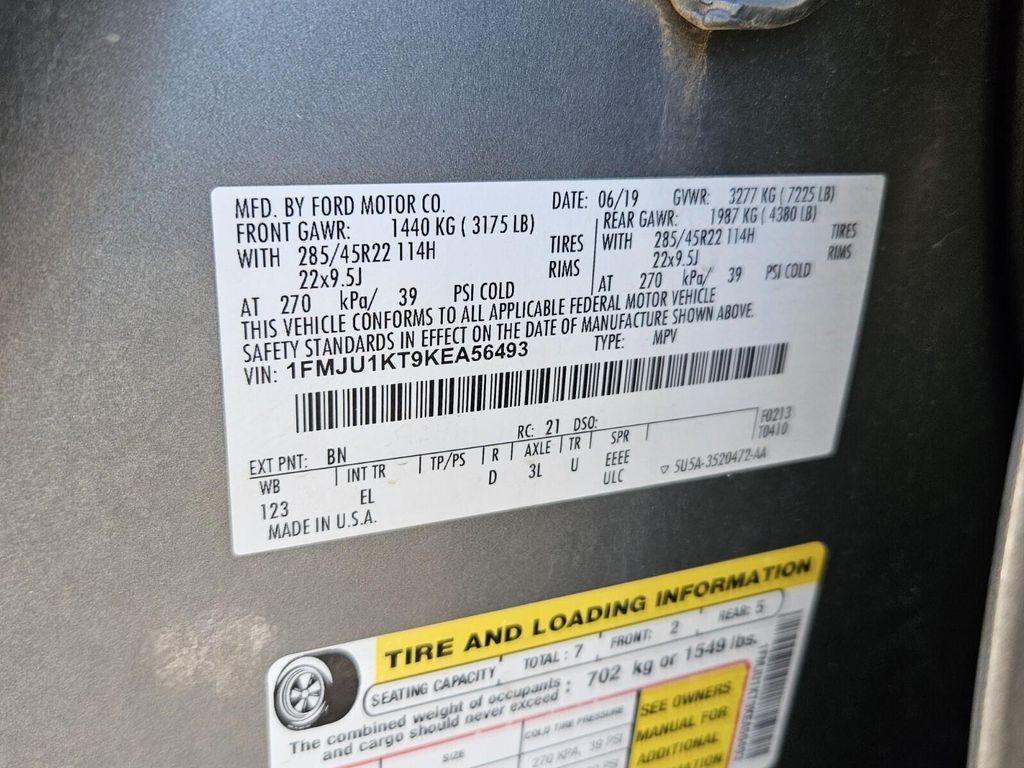 MFD. BY FORD MOTOR CO. DATE: 06/19 GVWR: 3277 KG ( 7225 LB)
FRONT GAWR: 1440 KG ( 3175 LB) REAR GAWR: 1987 KG ( 4380 LB)
WITH 285/45R22 114H TIRES WITH 285/45R22 114H TIRES
22x9.5J RIMS 22x9.5J RIMS
AT 270 kPa/ 39 PSI COLD AT 270 kPa/ 39 PSI COLD
THIS VEHICLE CONFORMS TO ALL APPLICABLE FEDERAL MOTOR VEHICLE
SAFETY STANDARDS IN EFFECT ON THE DATE OF MANUFACTURE SHOWN ABOVE.
VIN: 1FMJU1KT9KEA56493 TYPE: MPV
EXT PNT: BN RC: 21 DSO: F0213
T0410
WB INT TR TP/PS R AXLE TR SPR
123 EL D 3L U EEEE
ULC
▽ 5U5A-3520472-AA
MADE IN U.S.A.
TIRE AND LOADING INFORMATION
SEATING CAPACITY TOTAL : 7 FRONT: 2 REAR: 5
The combined weight of occupants and cargo should never exceed : 702 kg or 1549 lbs.
SIZE COLD TIRE PRESSURE
270 KPA, 39 PSI
SEE OWNERS
MANUAL FOR
ADDITIONAL